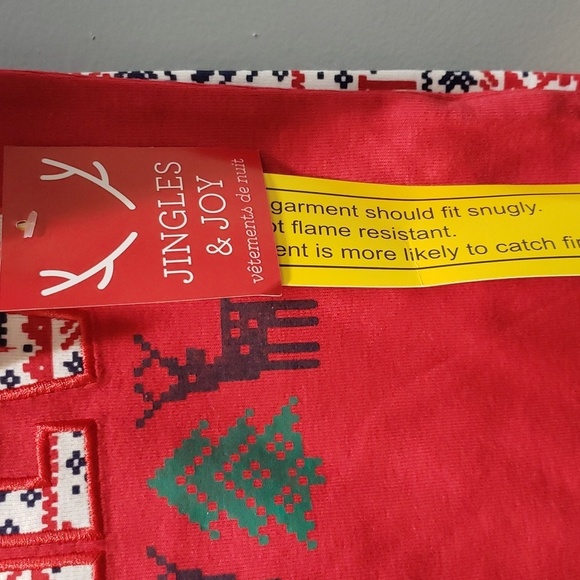 JINGLES
& JOY
vêtements de nuit
garment should fit snugly.
flame resistant.
is more likely to catch